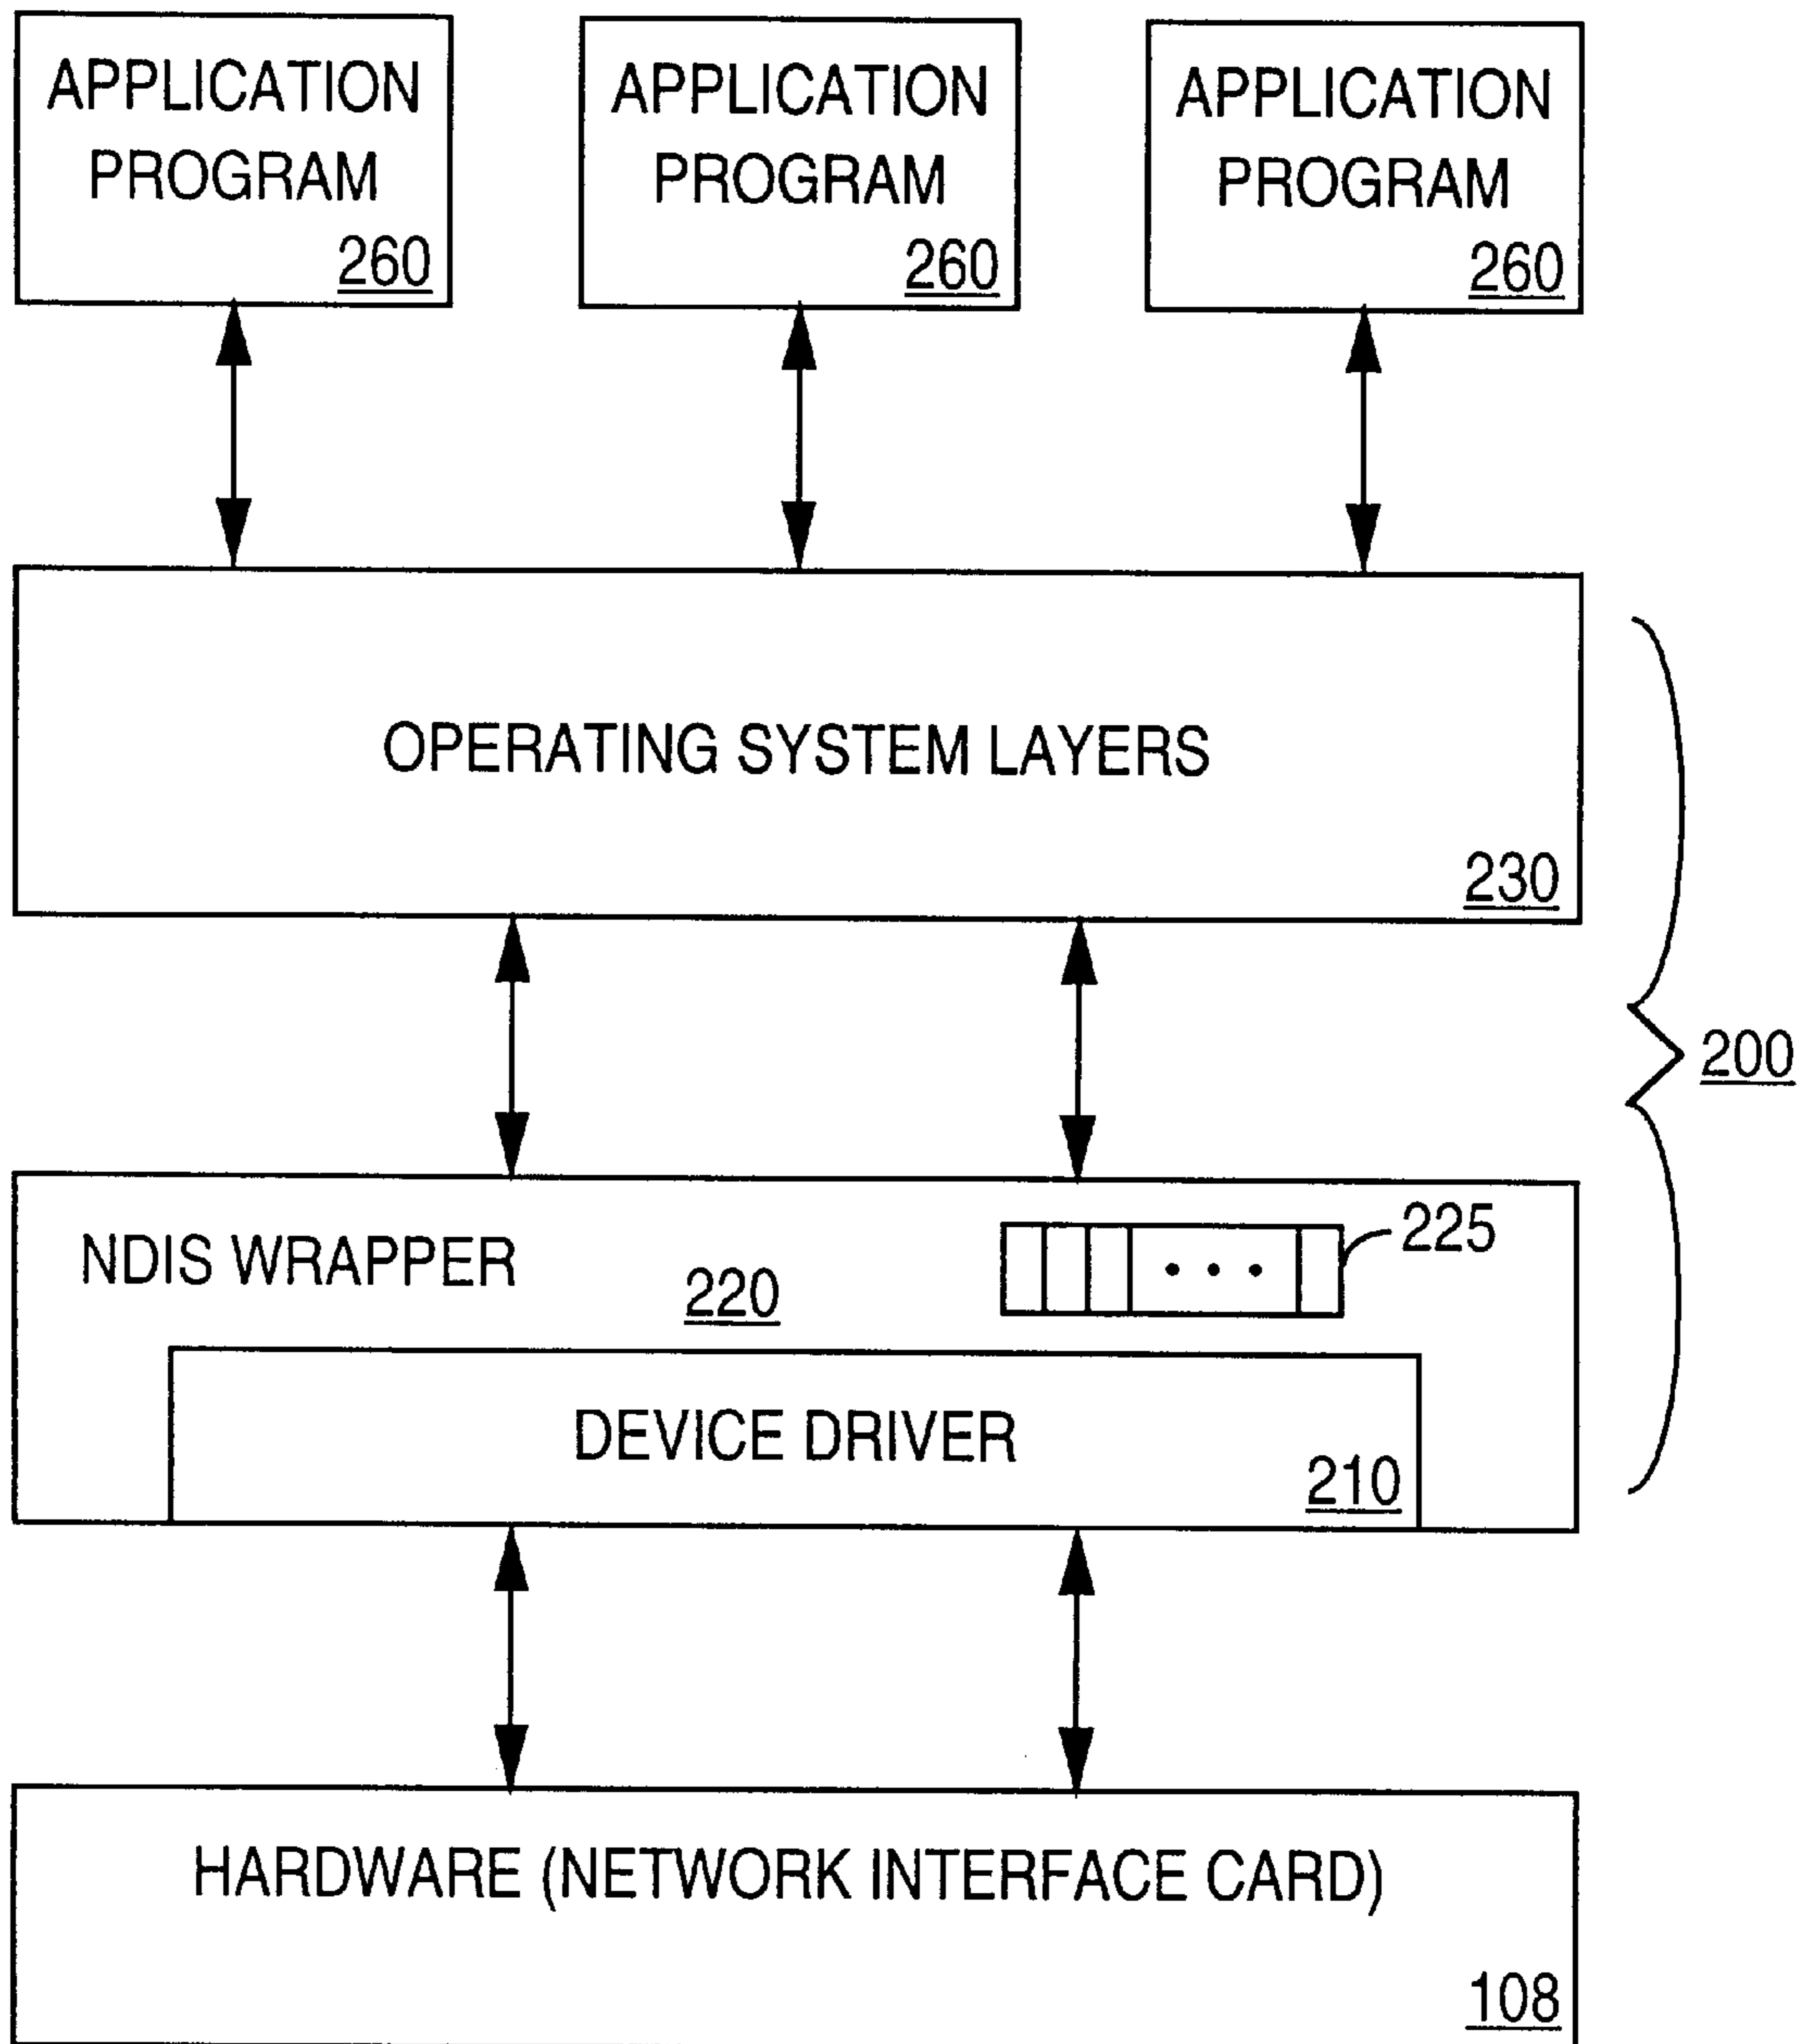 APPLICATION
PROGRAM
260
APPLICATION
PROGRAM
260
APPLICATION
PROGRAM
260
OPERATING SYSTEM LAYERS
230
200
NDIS WRAPPER
220
225
DEVICE DRIVER
210
HARDWARE (NETWORK INTERFACE CARD)
108